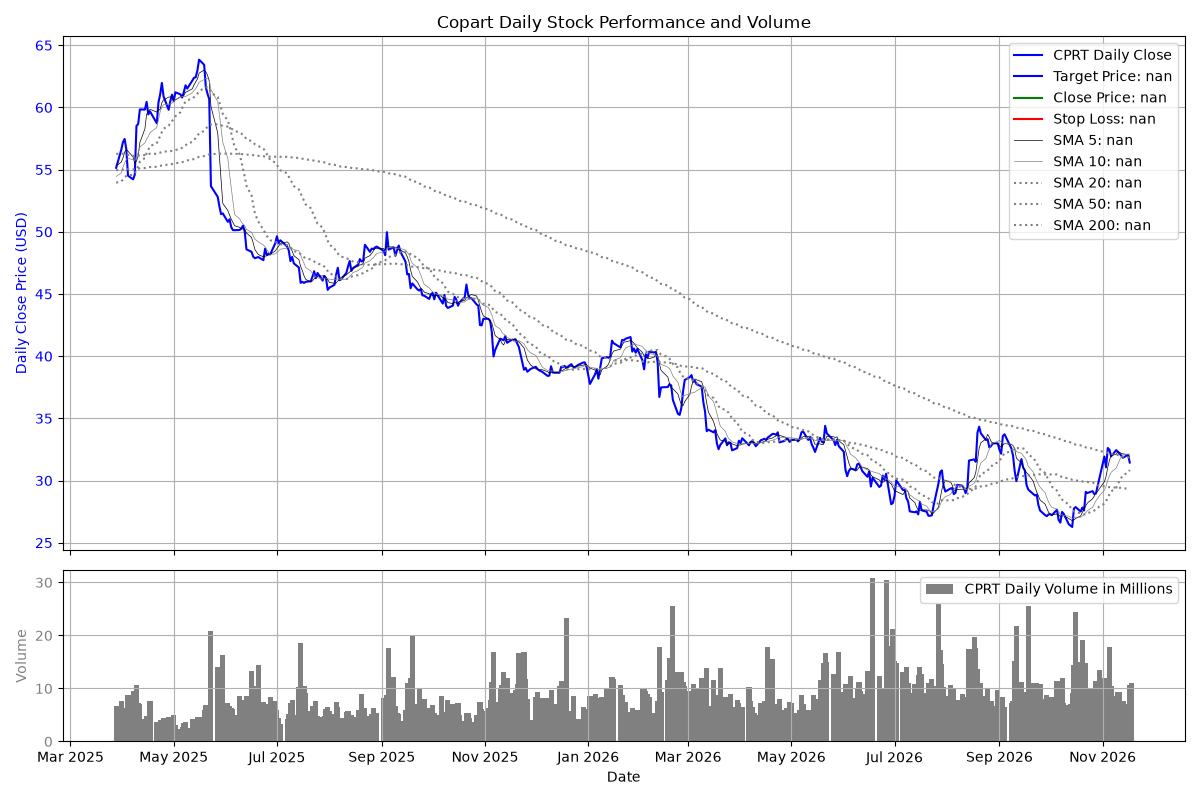 Copart Daily Stock Performance and Volume
65
60
55
50
45
40
35
30
25
Daily Close Price (USD)
CPRT Daily Close
Target Price: nan
Close Price: nan
Stop Loss: nan
SMA 5: nan
SMA 10: nan
SMA 20: nan
SMA 50: nan
SMA 200: nan
30
20
10
0
Volume
CPRT Daily Volume in Millions
Mar 2025 May 2025 Jul 2025 Sep 2025 Nov 2025 Jan 2026 Mar 2026 May 2026 Jul 2026 Sep 2026 Nov 2026
Date